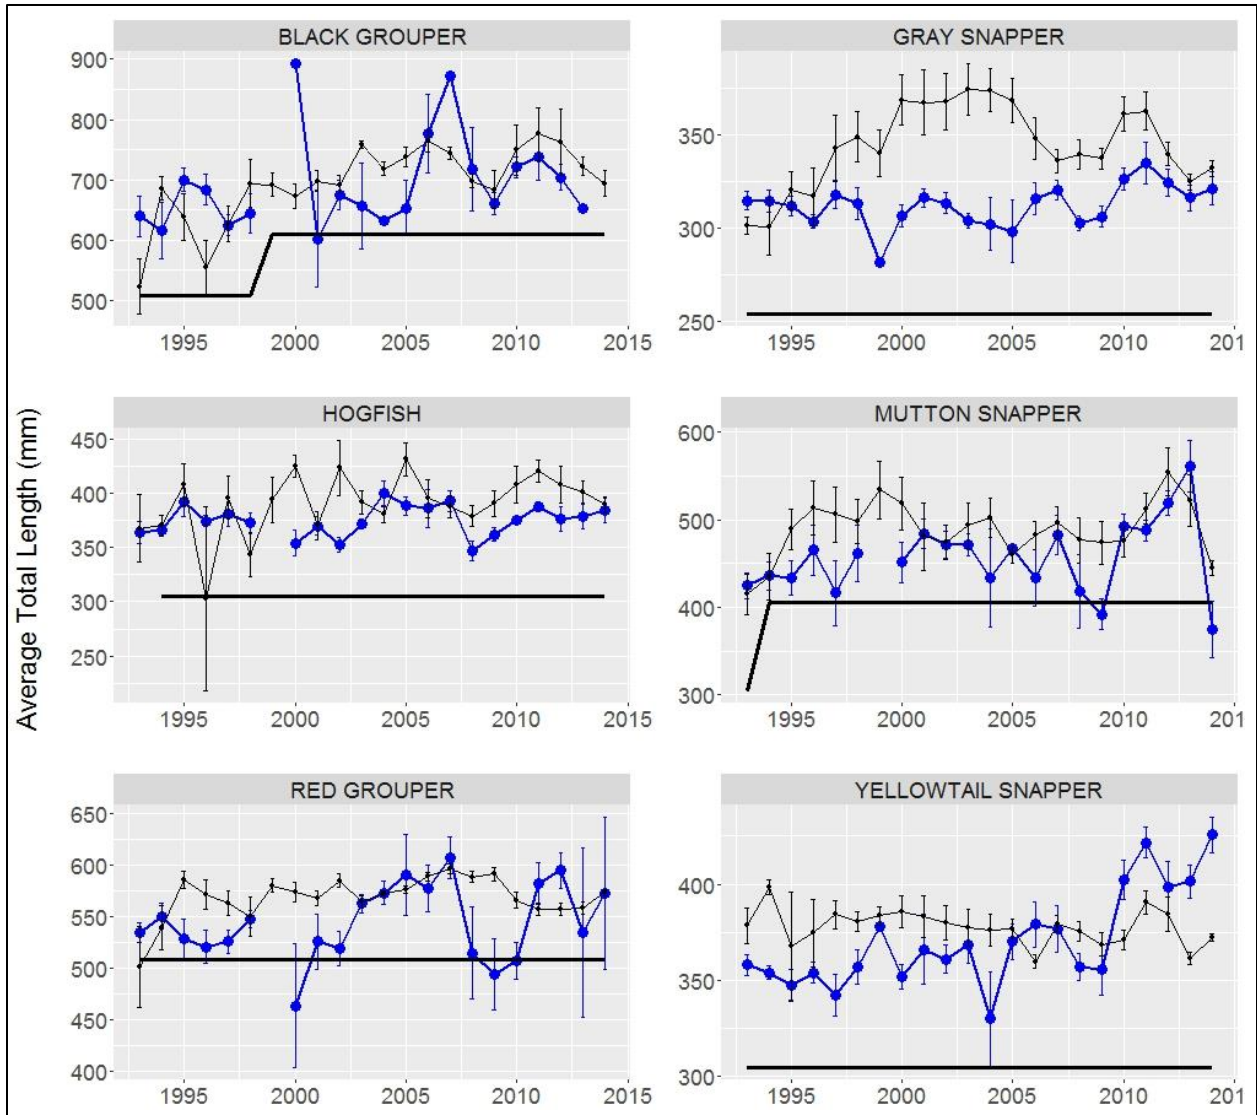 Average Total Length (mm)
BLACK GROUPER
900
800
700
600
500
1995 2000 2005 2010 2015
GRAY SNAPPER
350
300
250
1995 2000 2005 2010 201
HOGFISH
450
400
350
300
250
1995 2000 2005 2010 2015
MUTTON SNAPPER
600
500
400
300
1995 2000 2005 2010 201
RED GROUPER
650
600
550
500
450
400
1995 2000 2005 2010 2015
YELLOWTAIL SNAPPER
400
350
300
1995 2000 2005 2010 201